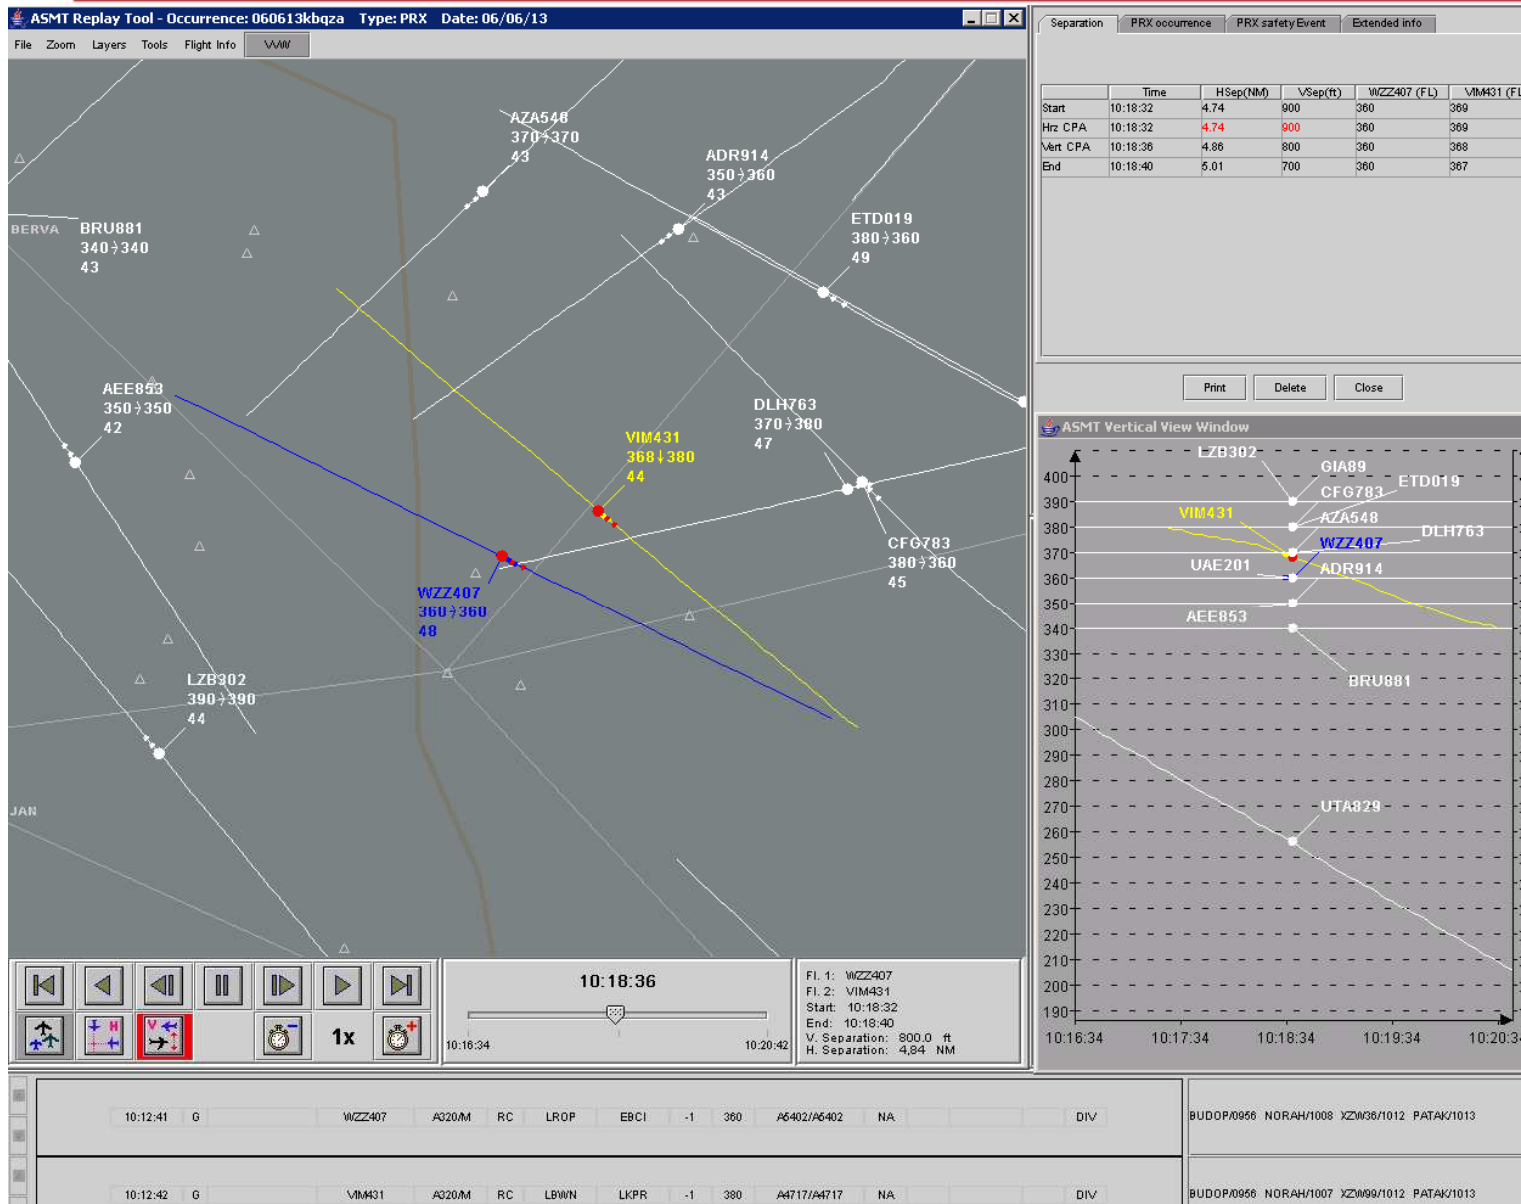 ASMT Replay Tool - Occurrence: 060613kbqza Type: PRX Date: 06/06/13
File Zoom Layers Tools Flight Info VVW
AZA548
370→370
43
ADR914
350→360
43
ETD019
380→360
49
BERVA
BRU881
340→340
43
AEE853
350→350
42
DLH763
370→380
47
VIM431
368↓380
44
CFG783
380→360
45
WZZ407
360→360
48
LZB302
390→390
44
JAN
10:18:36
1x
10:16:34
10:20:42
Fl. 1: WZZ407
Fl. 2: VIM431
Start: 10:18:32
End: 10:18:40
V. Separation: 800.0 ft
H. Separation: 4,84 NM
H
V
Separation PRX occurrence PRX safety Event Extended info
Time HSep(NM) VSep(ft) WZZ407 (FL) VIM431 (FL
Start 10:18:32 4.74 900 360 369
Hrz CPA 10:18:32 4.74 900 360 369
Vert CPA 10:18:36 4.86 800 360 368
End 10:18:40 5.01 700 360 367
Print Delete Close
ASMT Vertical View Window
LZB302
GIA89
ETD019
CFG783
VIM431
AZA548
DLH763
WZZ407
UAE201
ADR914
AEE853
BRU881
UTA829
400
390
380
370
360
350
340
330
320
310
300
290
280
270
260
250
240
230
220
210
200
190
10:16:34 10:17:34 10:18:34 10:19:34 10:20:34
10:12:41 G WZZ407 A320/M RC LROP EBCI -1 360 A5402/A5402 NA DIV BUDOP/0956 NORAH/1008 XZW36/1012 PATAK/1013
10:12:42 G VIM431 A320/M RC LBWN LKPR -1 380 A4717/A4717 NA DIV BUDOP/0956 NORAH/1007 XZW99/1012 PATAK/1013